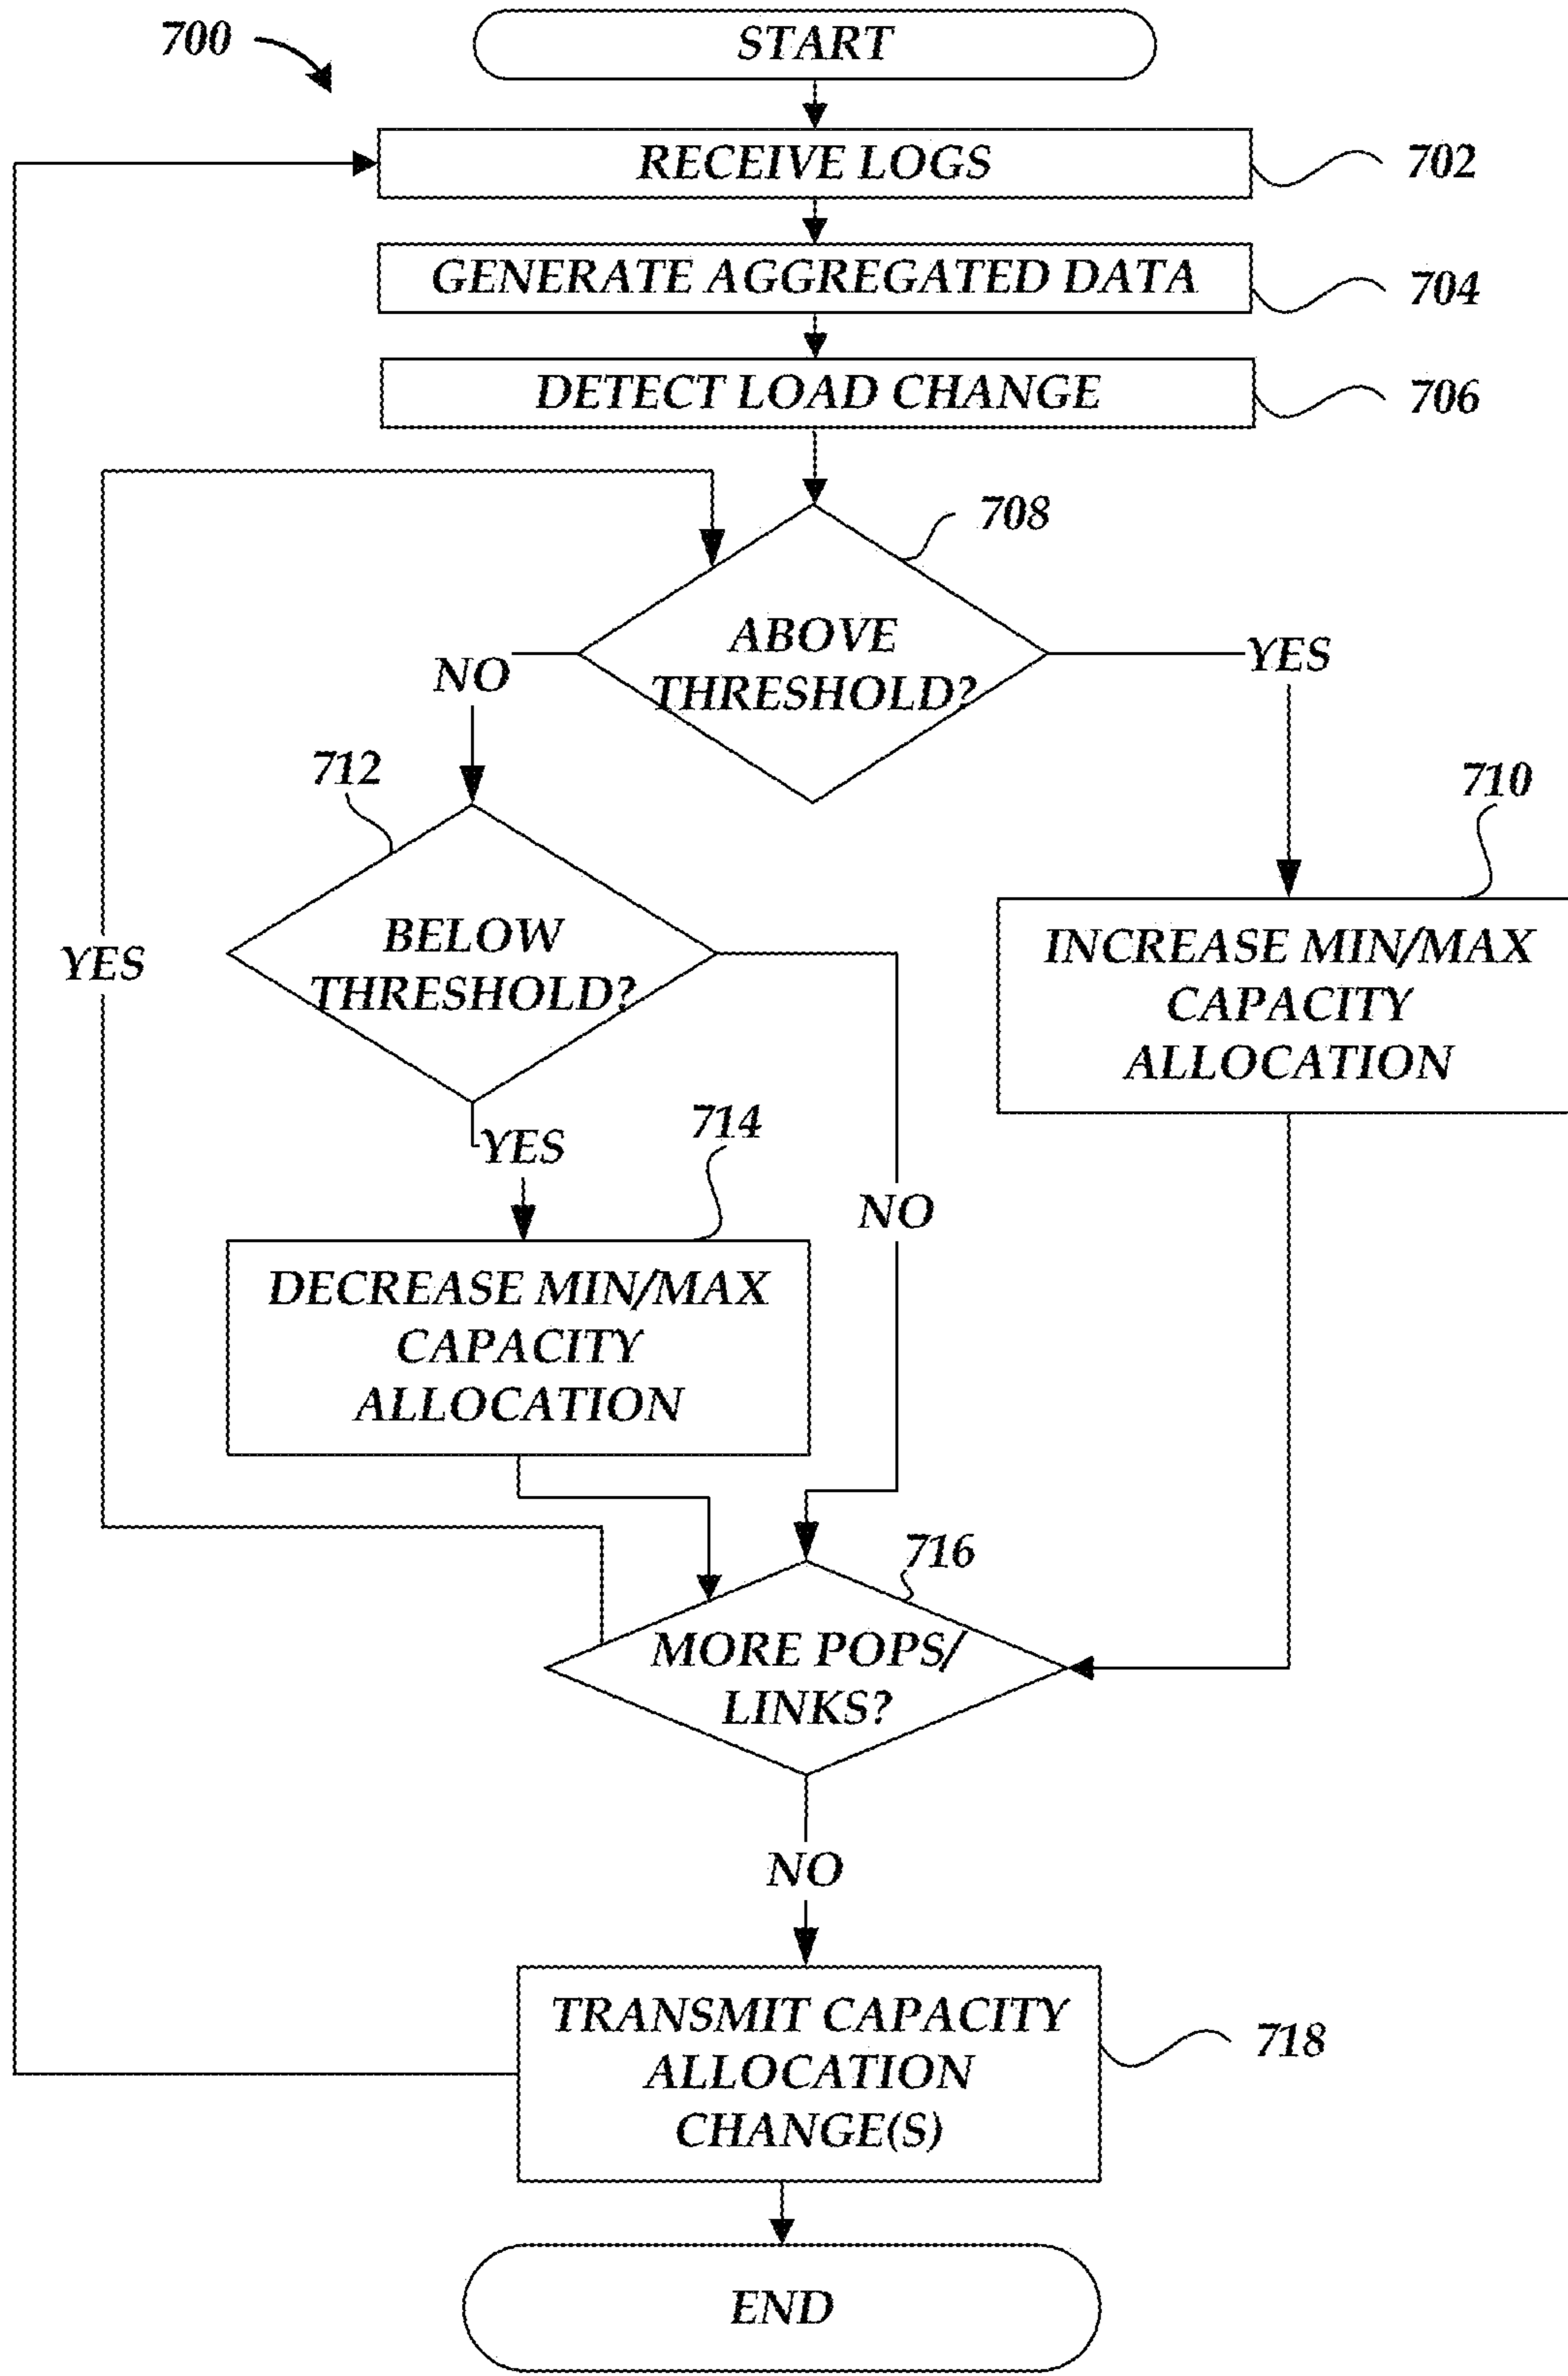 700
START
RECEIVE LOGS
702
GENERATE AGGREGATED DATA
704
DETECT LOAD CHANGE
706
708
ABOVE
THRESHOLD?
NO
YES
712
710
BELOW
THRESHOLD?
YES
INCREASE MIN/MAX
CAPACITY
ALLOCATION
YES
714
NO
DECREASE MIN/MAX
CAPACITY
ALLOCATION
716
MORE POPS/
LINKS?
NO
TRANSMIT CAPACITY
ALLOCATION
CHANGE(S)
718
END